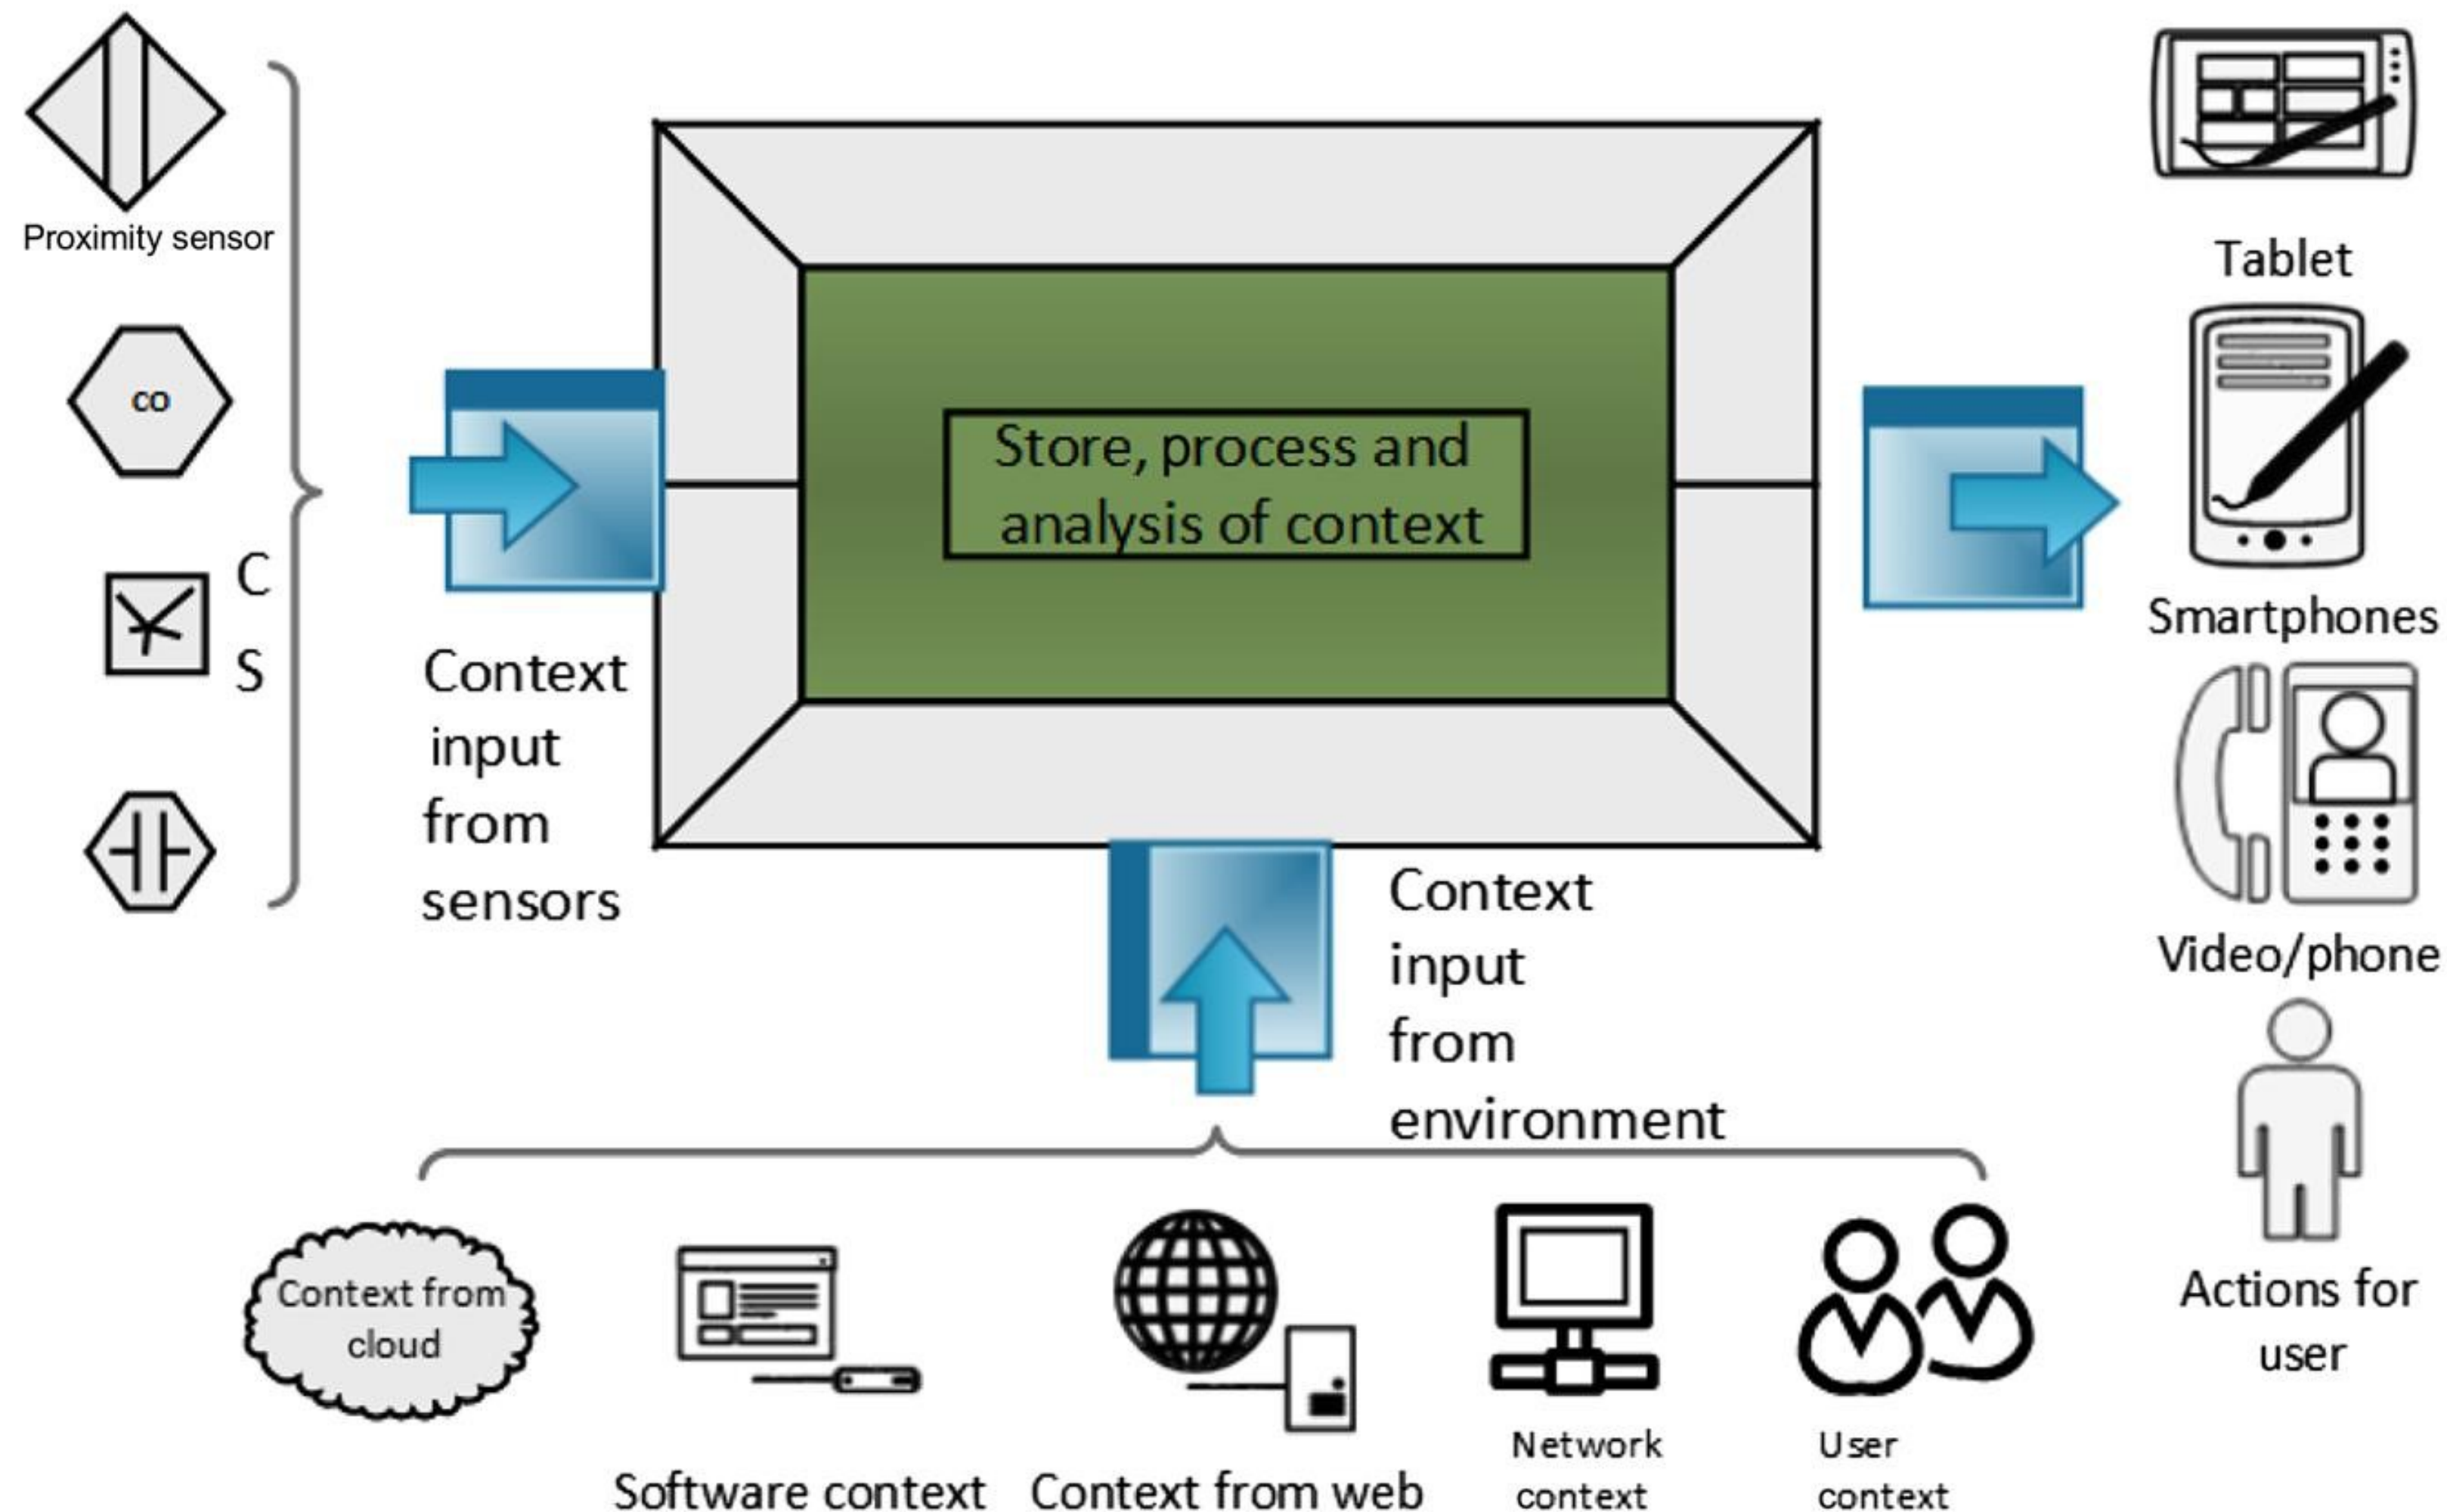 Proximity sensor
co
C
S
Context
input
from
sensors
Store, process and
analysis of context
Context
input
from
environment
Tablet
Smartphones
Video/phone
Actions for
user
Context from
cloud
Software context
Context from web
Network
context
User
context